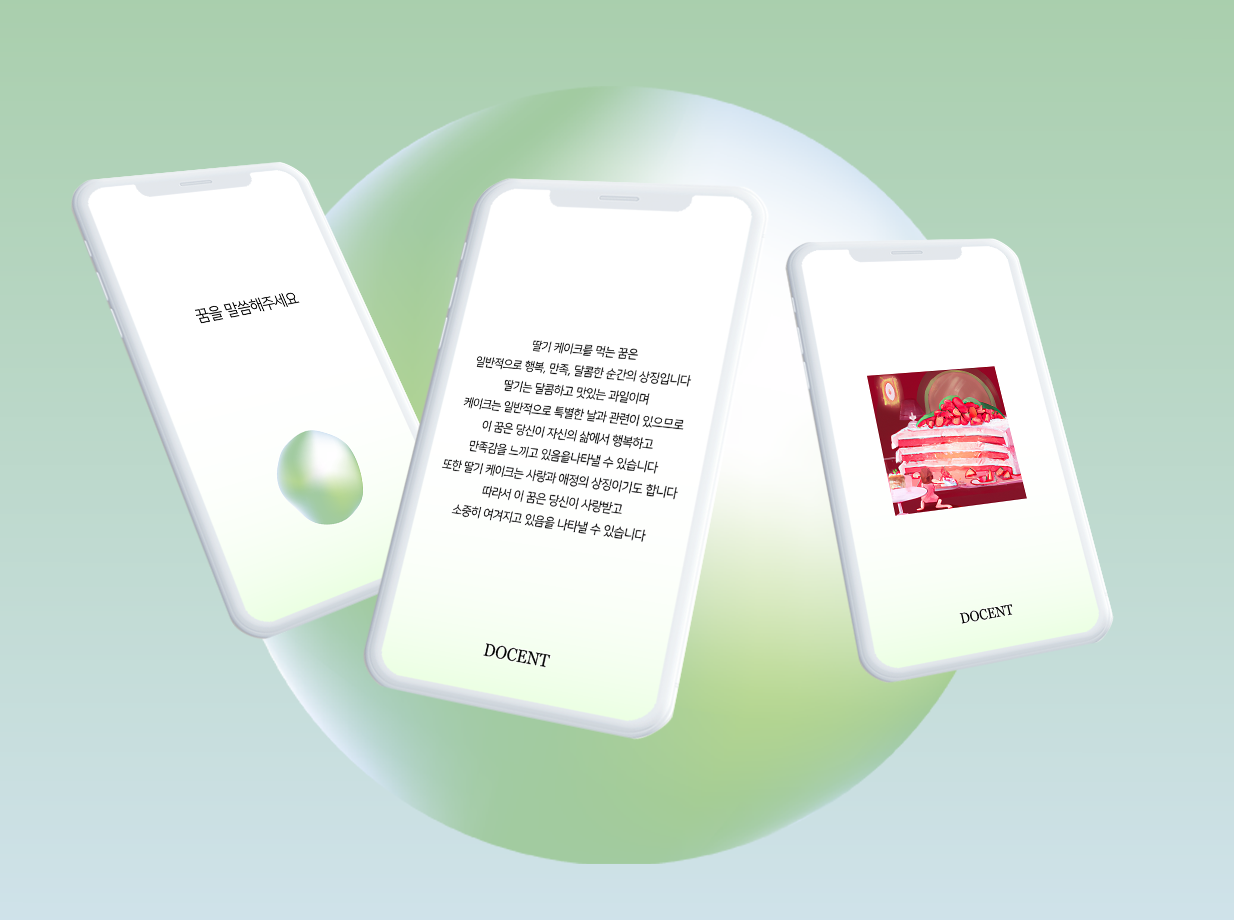 꿈을 말씀해주세요
딸기 케이크를 먹는 꿈은
일반적으로 행복, 만족, 달콤한 순간의 상징입니다
딸기는 달콤하고 맛있는 과일이며
케이크는 일반적으로 특별한 날과 관련이 있으므로
이 꿈은 당신이 자신의 삶에서 행복하고
만족감을 느끼고 있음을나타낼 수 있습니다
또한 딸기 케이크는 사랑과 애정의 상징이기도 합니다
따라서 이 꿈은 당신이 사랑받고
소중히 여겨지고 있음을 나타낼 수 있습니다
DOCENT
DOCENT